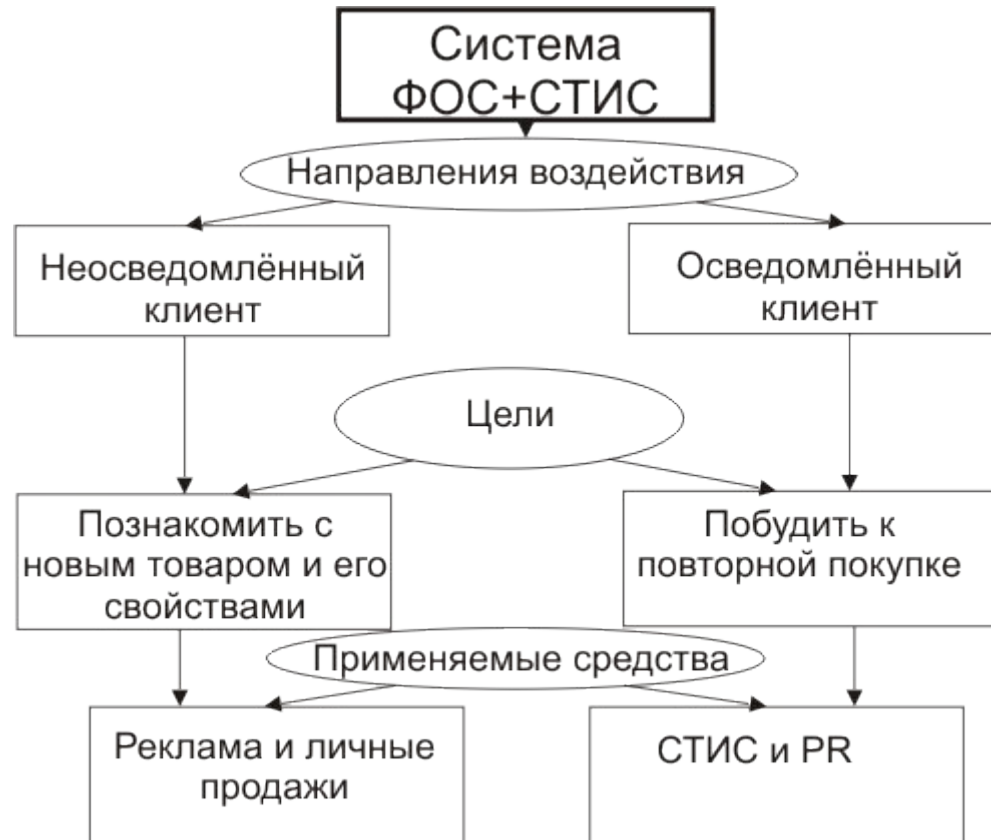 Система
ФОС+СТИС
Направления воздействия
Неосведомлённый
клиент
Осведомлённый
клиент
Цели
Познакомить с
новым товаром и его
свойствами
Побудить к
повторной покупке
Применяемые средства
Реклама и личные
продажи
СТИС и PR